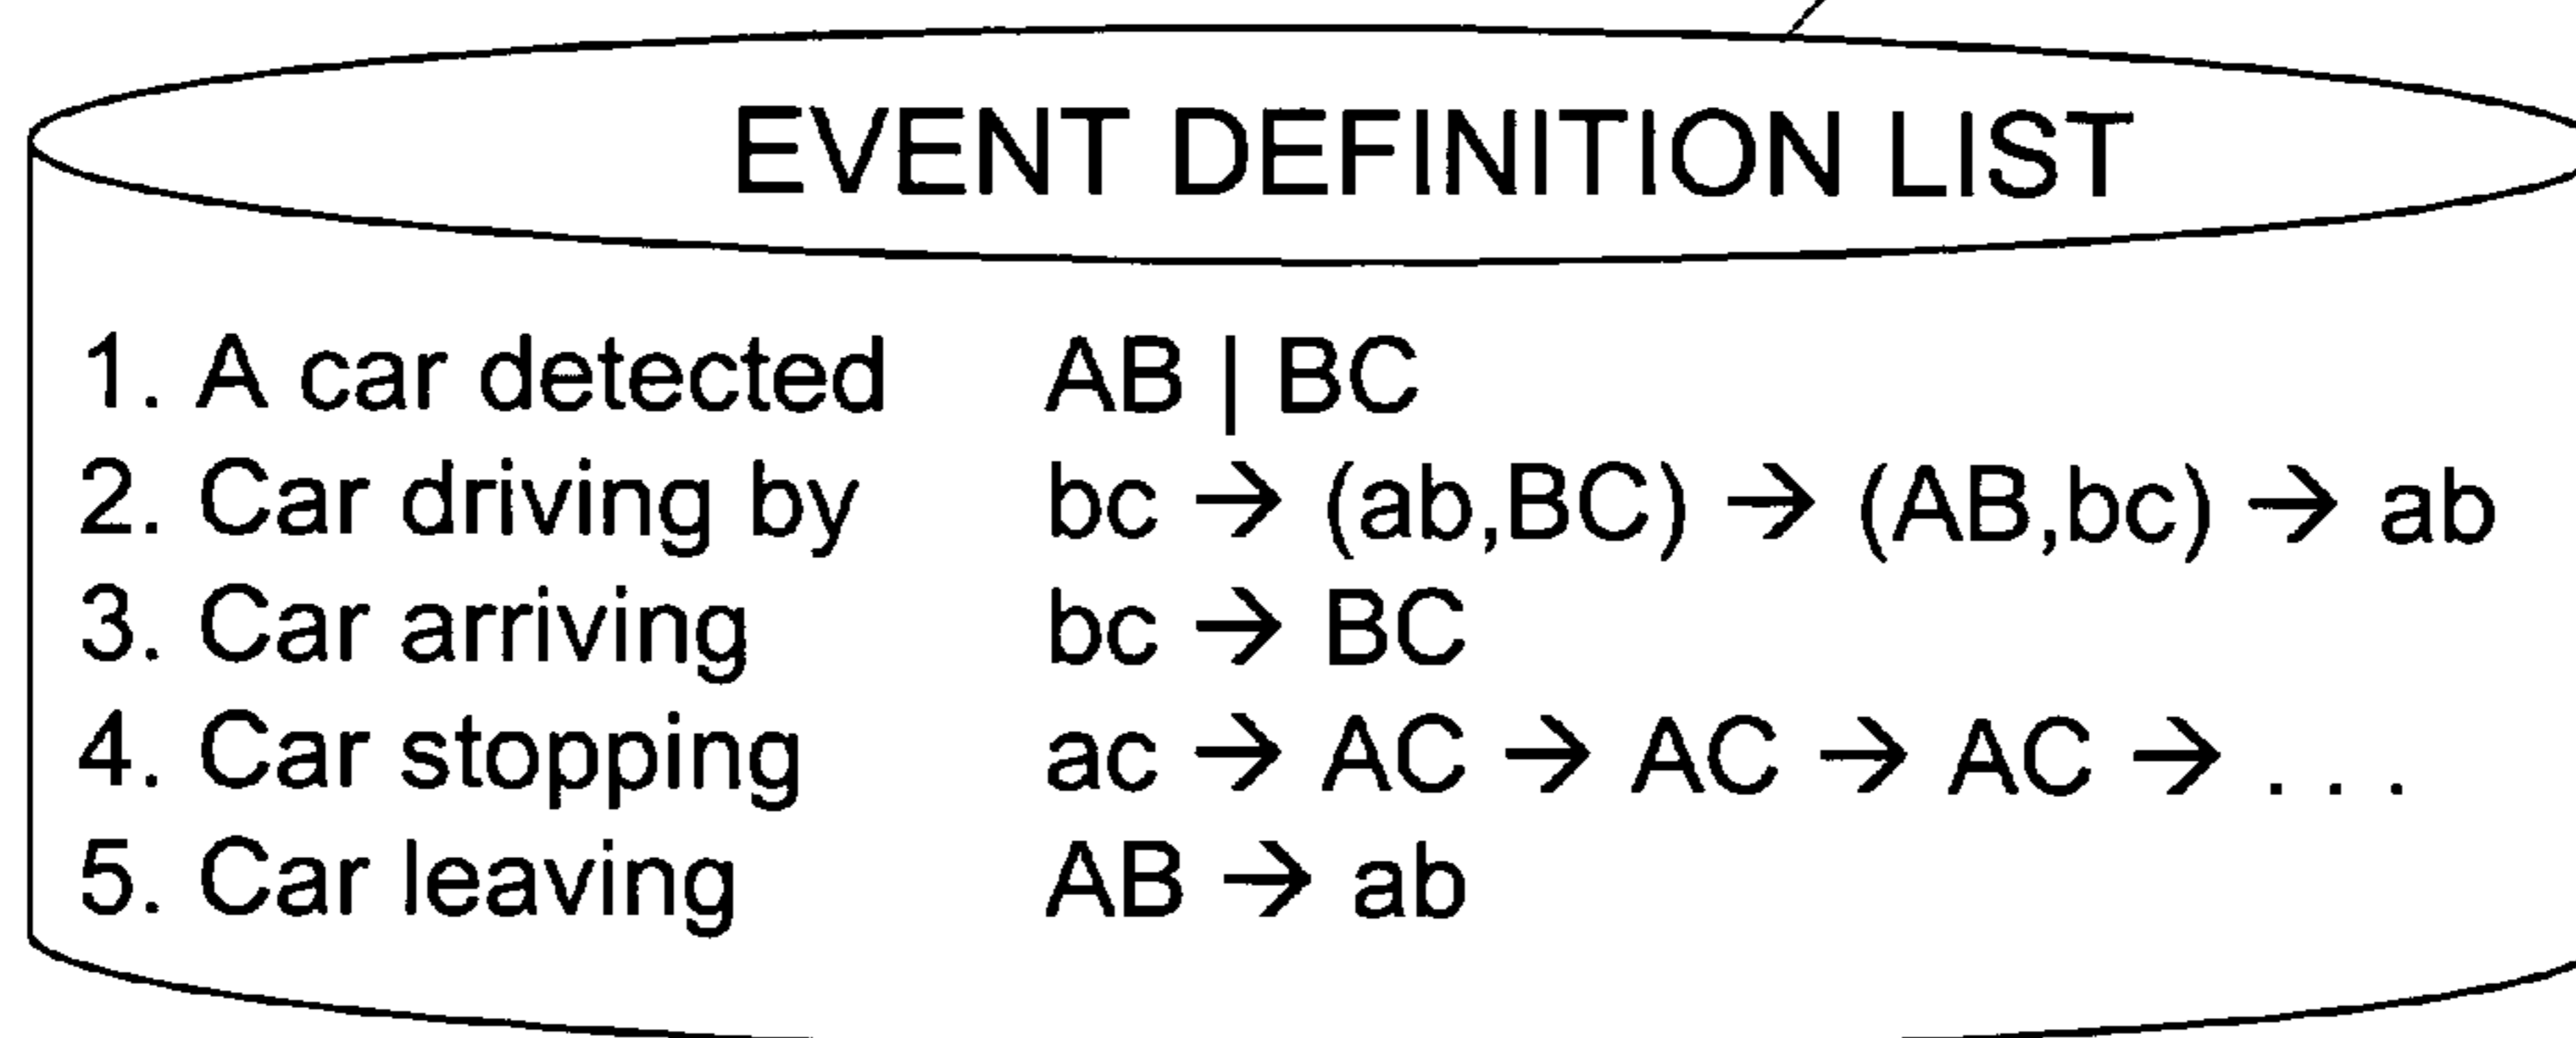 EVENT DEFINITION LIST
1. A car detected AB | BC
2. Car driving by bc → (ab,BC) → (AB,bc) → ab
3. Car arriving bc → BC
4. Car stopping ac → AC → AC → AC → . . .
5. Car leaving AB → ab